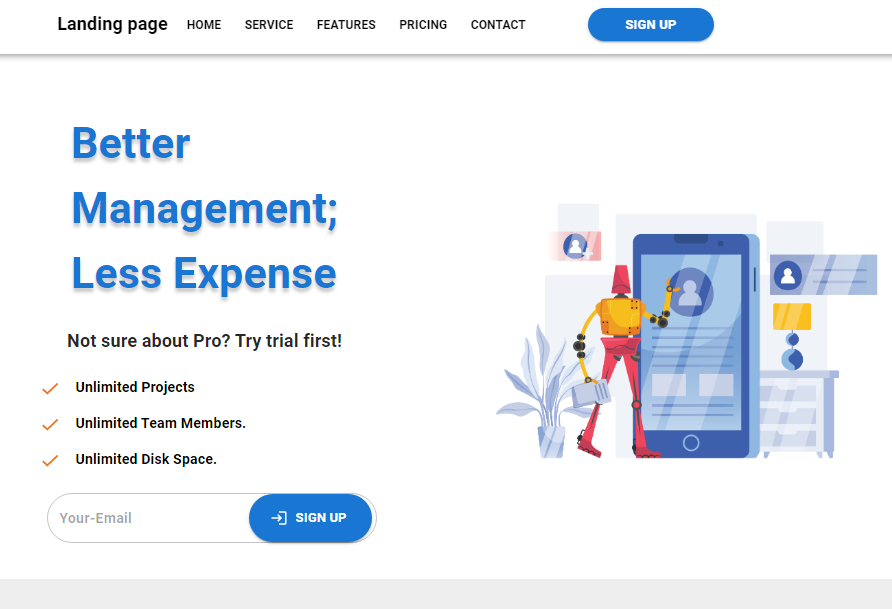 Landing page HOME SERVICE FEATURES PRICING CONTACT SIGN UP
Better
Management;
Less Expense
Not sure about Pro? Try trial first!
Unlimited Projects
Unlimited Team Members.
Unlimited Disk Space.
Your-Email SIGN UP